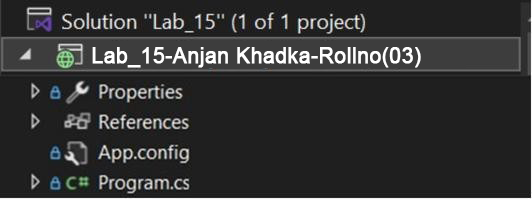 Solution "Lab_15" (1 of 1 project)
Lab_15-Anjan Khadka-Rollno(03)
Properties
References
App.config
C# Program.cs